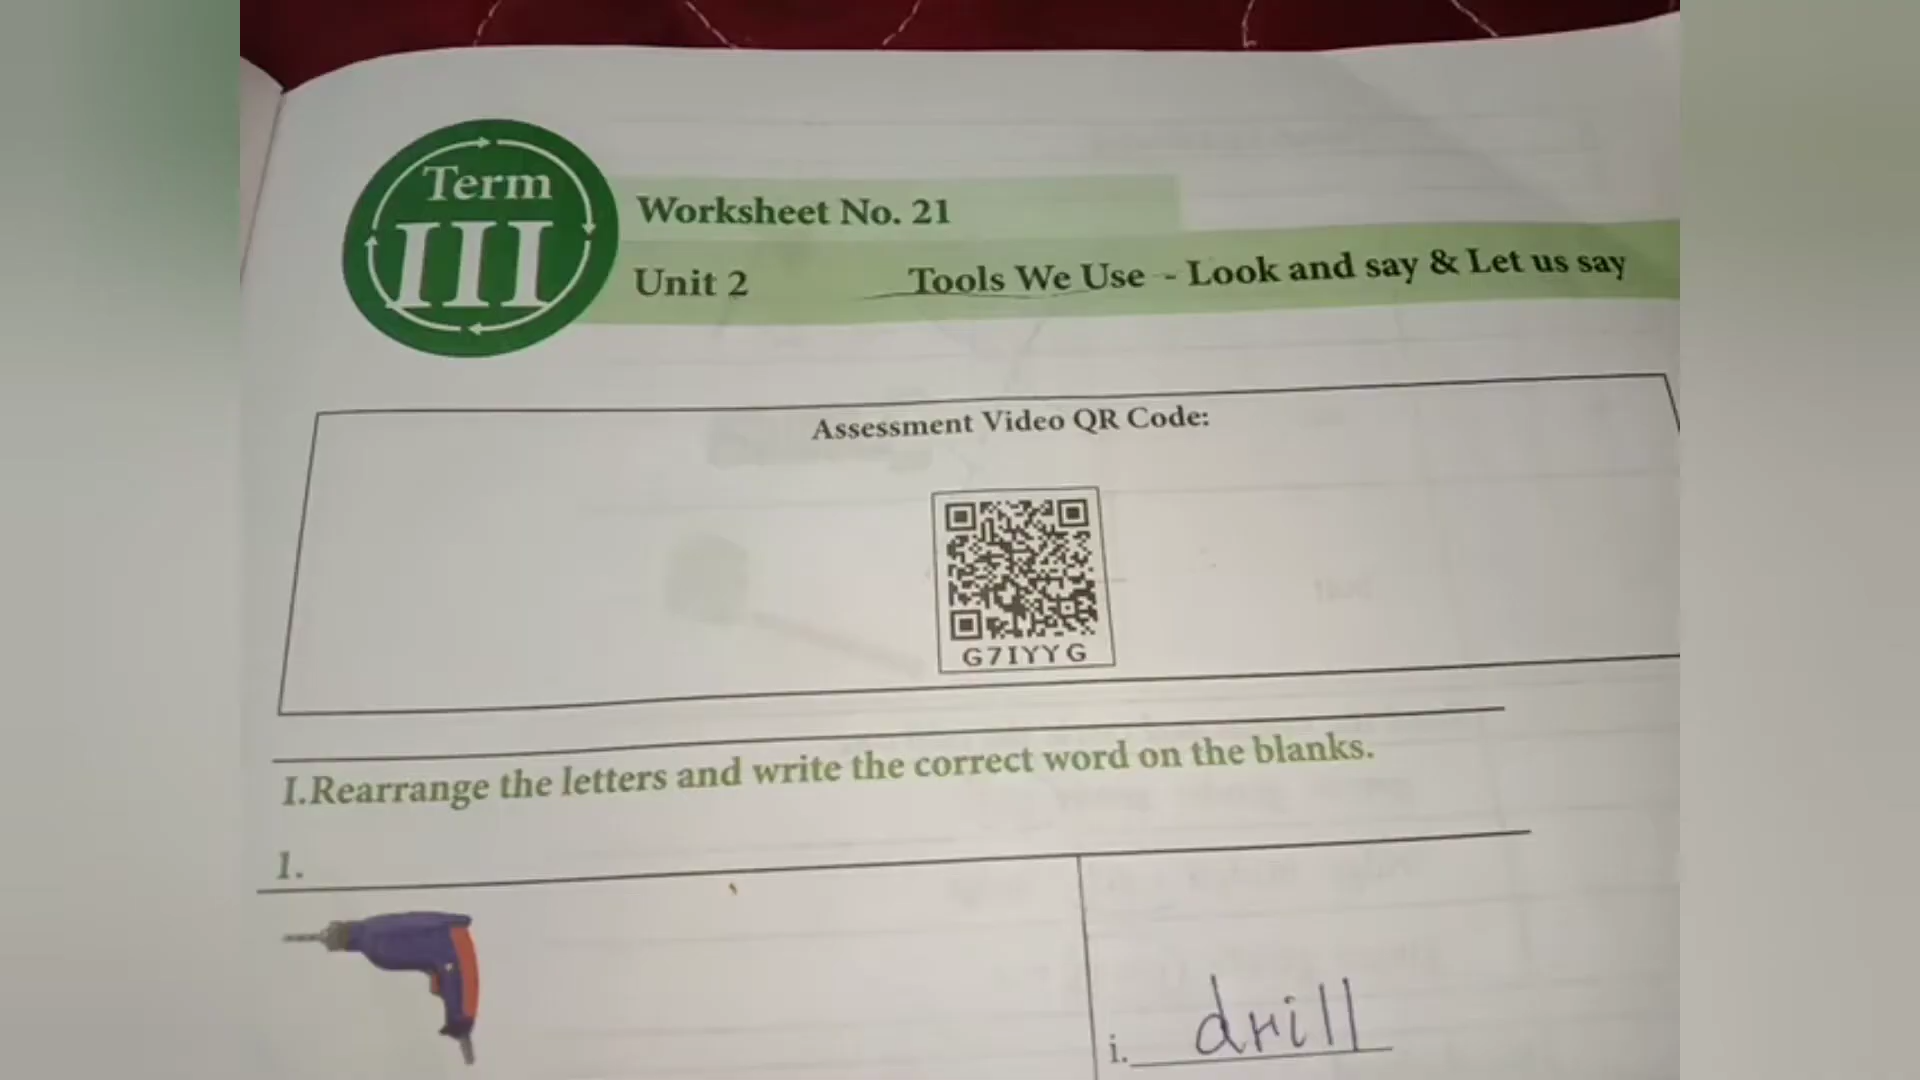 Term
III
Worksheet No. 21
Unit 2 Tools We Use - Look and say & Let us say
Assessment Video QR Code:
G7IYYG
I.Rearrange the letters and write the correct word on the blanks.
1.
i. drill